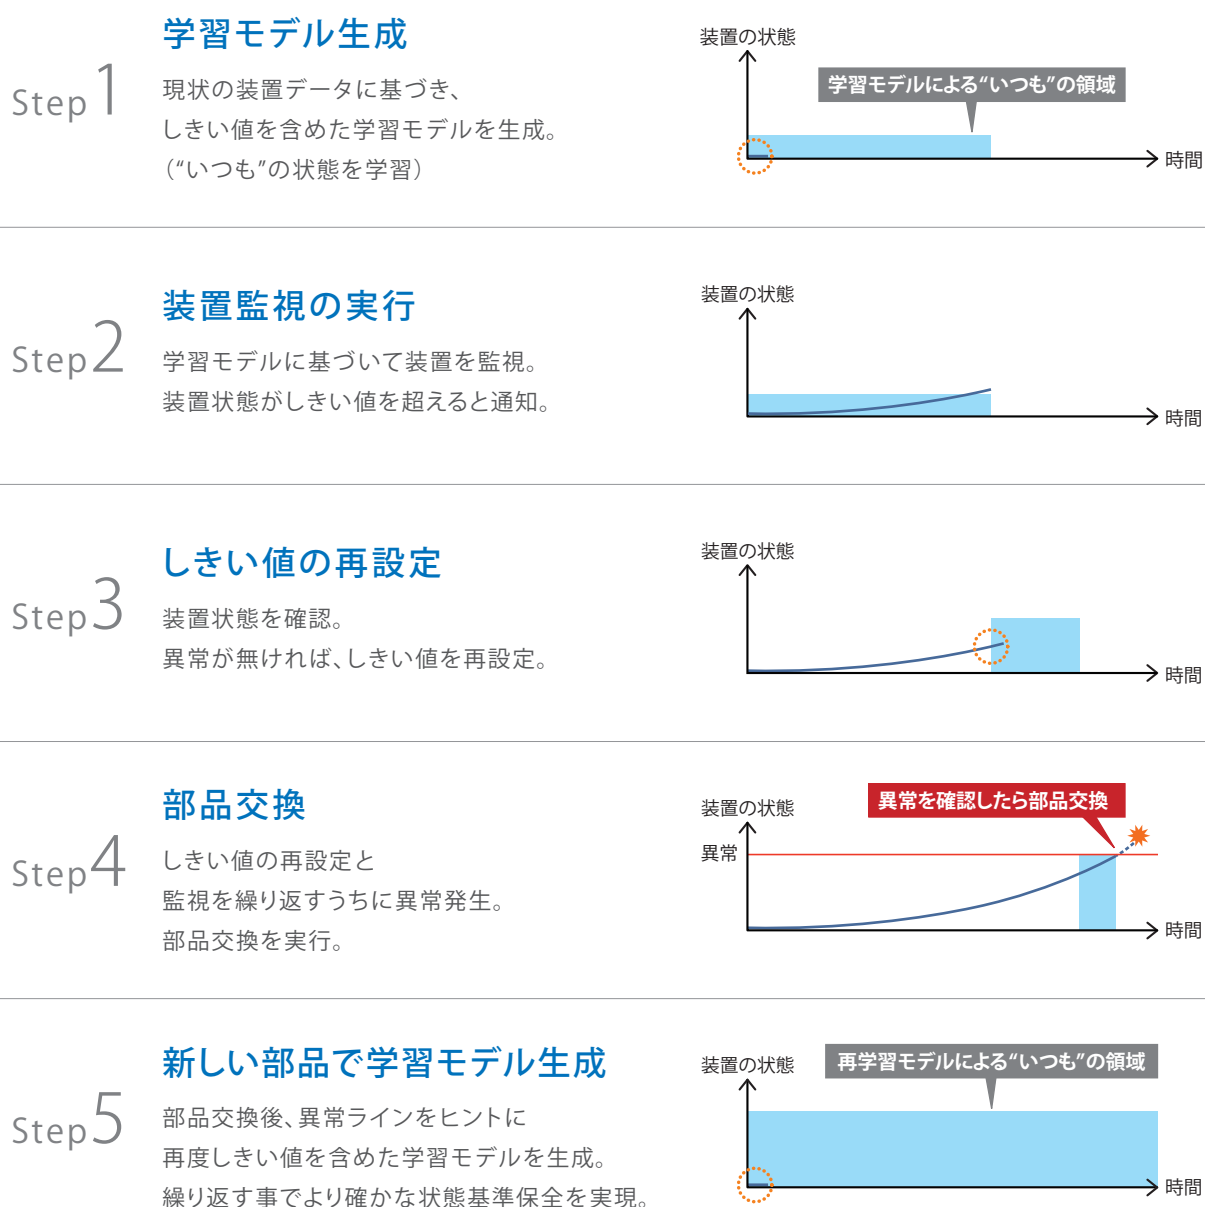 Step1
学習モデル生成
現状の装置データに基づき、
しきい値を含めた学習モデルを生成。
（“いつも”の状態を学習）
装置の状態
学習モデルによる“いつも”の領域
時間
Step2
装置監視の実行
学習モデルに基づいて装置を監視。
装置状態がしきい値を超えると通知。
装置の状態
時間
Step3
しきい値の再設定
装置状態を確認。
異常が無ければ、しきい値を再設定。
装置の状態
時間
Step4
部品交換
しきい値の再設定と
監視を繰り返すうちに異常発生。
部品交換を実行。
装置の状態
異常を確認したら部品交換
異常
時間
Step5
新しい部品で学習モデル生成
部品交換後、異常ラインをヒントに
再度しきい値を含めた学習モデルを生成。
繰り返す事でより確かな状態基準保全を実現。
装置の状態
再学習モデルによる“いつも”の領域
時間